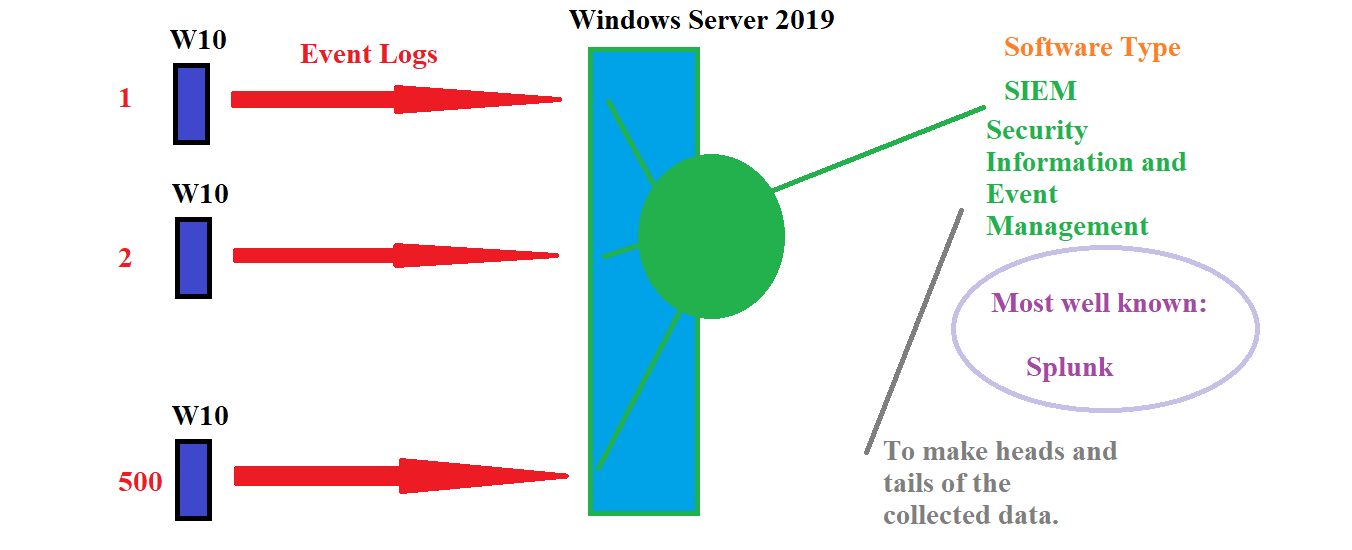 Windows Server 2019
W10
Event Logs
1
W10
2
W10
500
Software Type
SIEM
Security
Information and
Event
Management
Most well known:
Splunk
To make heads and
tails of the
collected data.